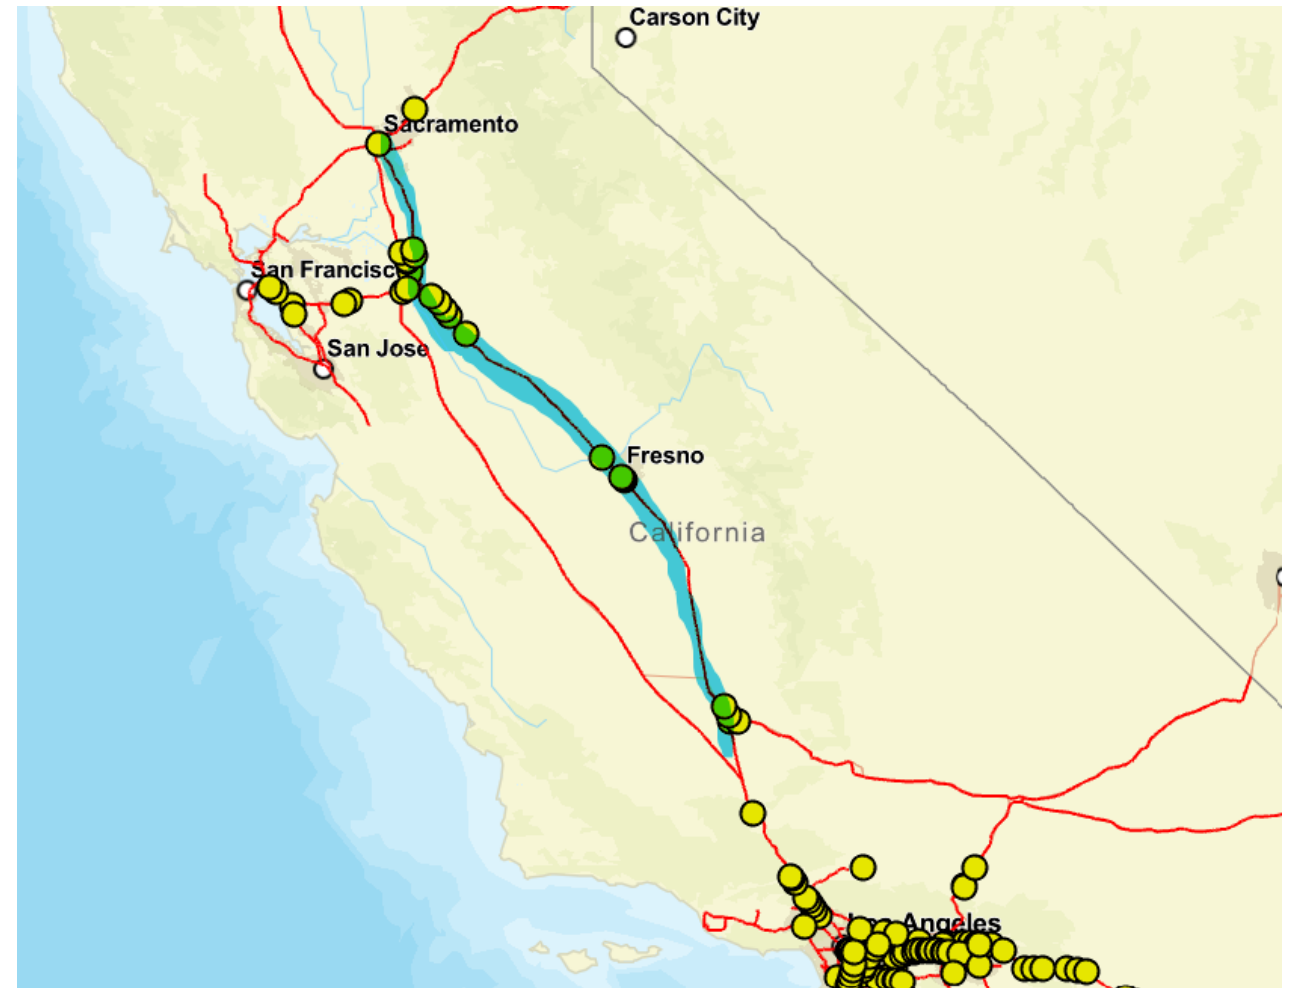 Carson City
Sacramento
San Francisco
San Jose
Fresno
California
Los Angeles